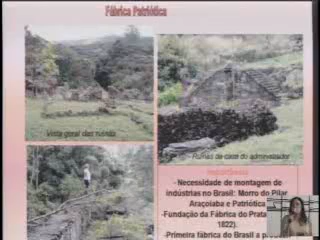 Fábrica Patriótica
Vista geral das ruínas
Ruínas da casa do administrador
Importância
- Necessidade de montagem de
indústrias no Brasil: Morro do Pilar,
Araçoiaba e Patriótica
-Fundação da Fábrica do Prata
1822).
-Primeira fábrica do Brasil a